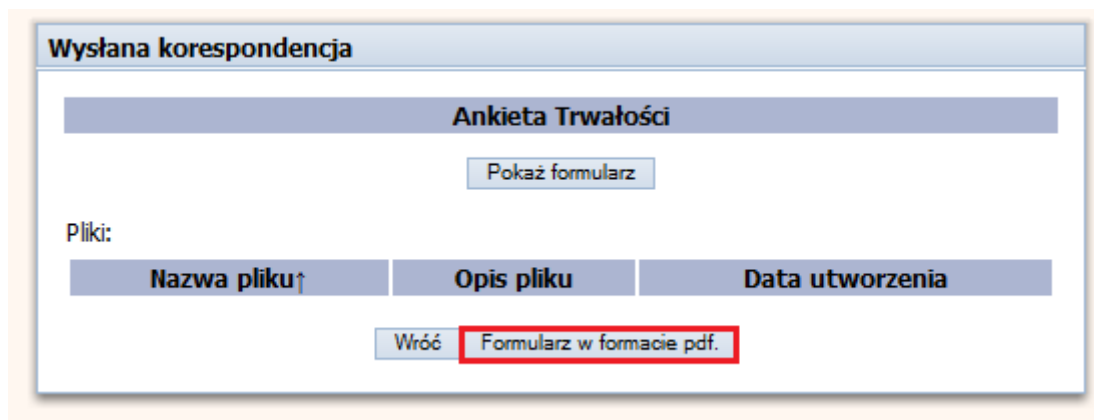 Wysłana korespondencja
Ankieta Trwałości
Pokaż formularz
Pliki:
Nazwa pliku↑ Opis pliku Data utworzenia
Wróć Formularz w formacie pdf.